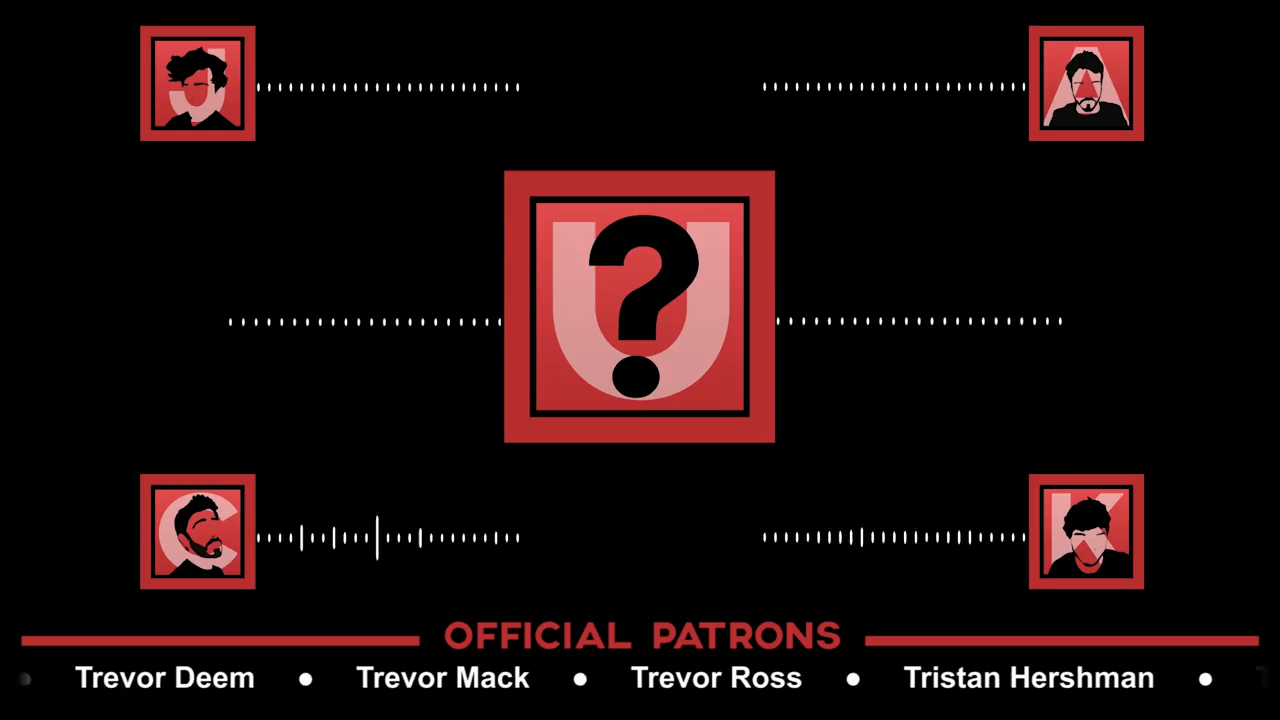 J
A
U
?
C
K
OFFICIAL PATRONS
Trevor Deem • Trevor Mack • Trevor Ross • Tristan Hershman •